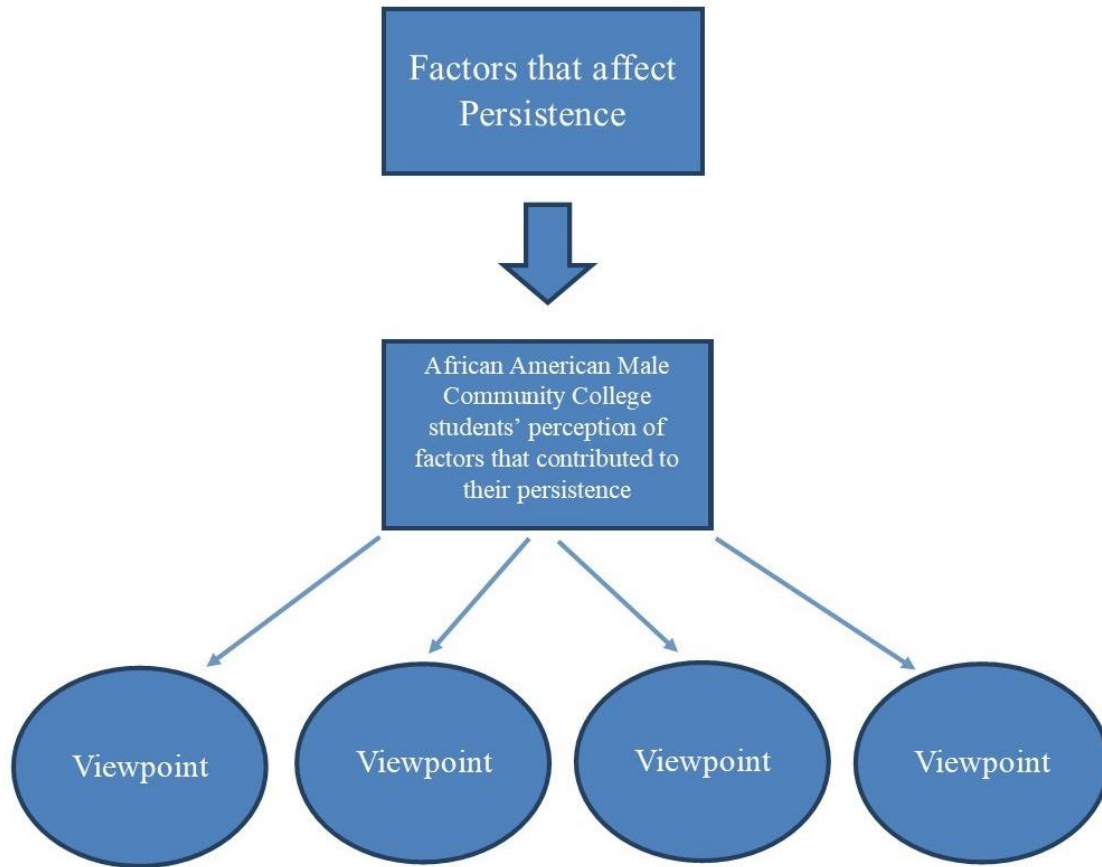 Factors that affect
Persistence
African American Male
Community College
students’ perception of
factors that contributed to
their persistence
Viewpoint
Viewpoint
Viewpoint
Viewpoint